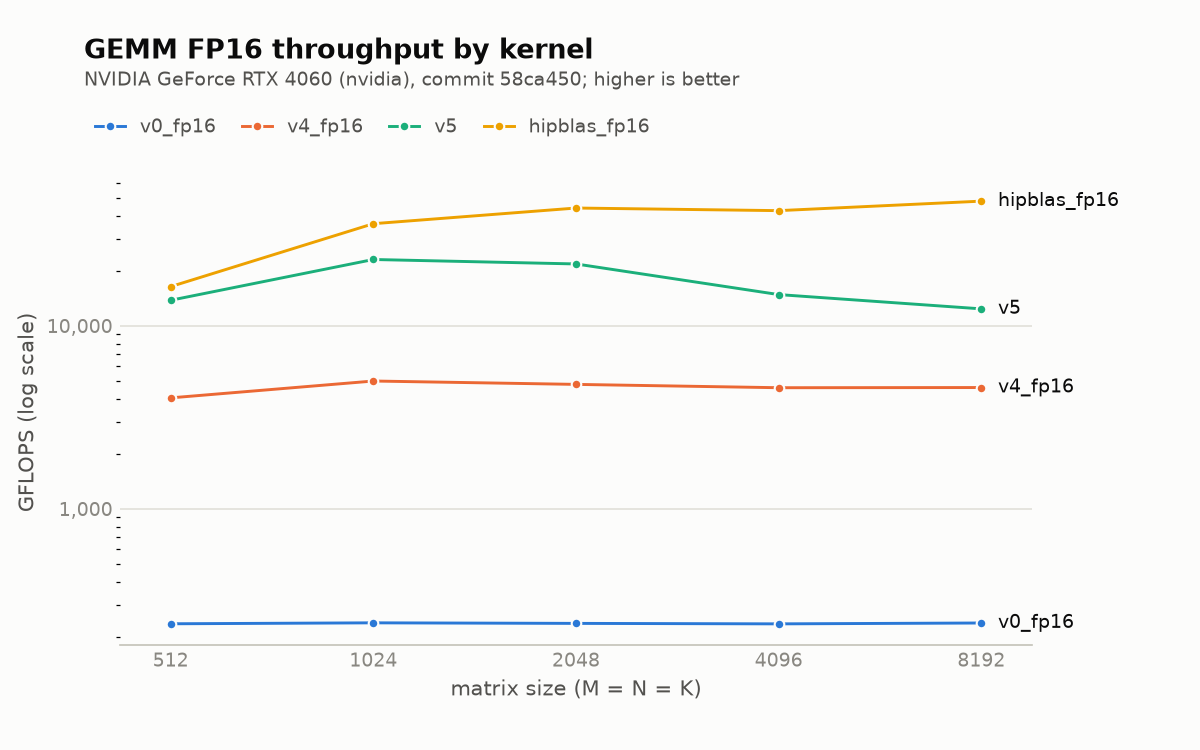 GEMM FP16 throughput by kernel
NVIDIA GeForce RTX 4060 (nvidia), commit 58ca450; higher is better
v0_fp16 v4_fp16 v5 hipblas_fp16
hipblas_fp16
v5
v4_fp16
v0_fp16
GFLOPS (log scale)
10,000
1,000
512 1024 2048 4096 8192
matrix size (M = N = K)